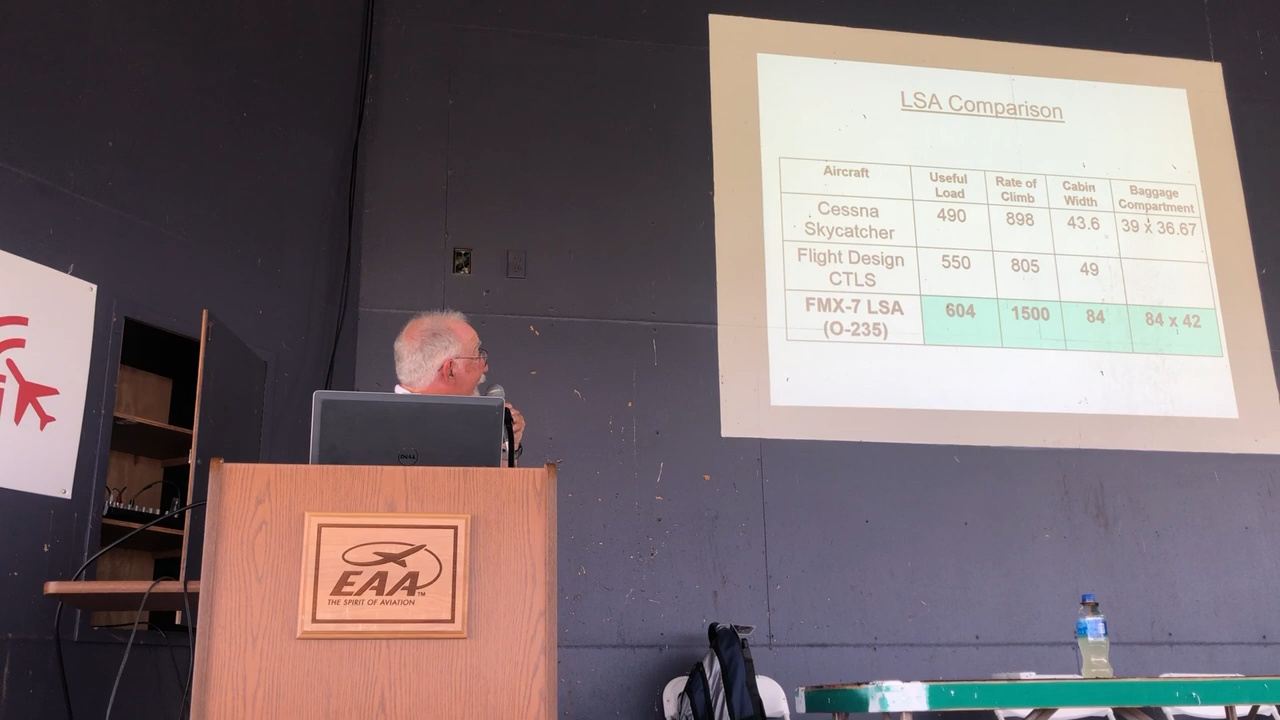 LSA Comparison
Aircraft
Useful
Load
Rate of
Climb
Cabin
Width
Baggage
Compartment
Cessna
Skycatcher
490
898
43.6
39 x 36.67
Flight Design
CTLS
550
805
49
FMX-7 LSA
(O-235)
604
1500
84
84 x 42
DELL
EAA™
THE SPIRIT OF AVIATION